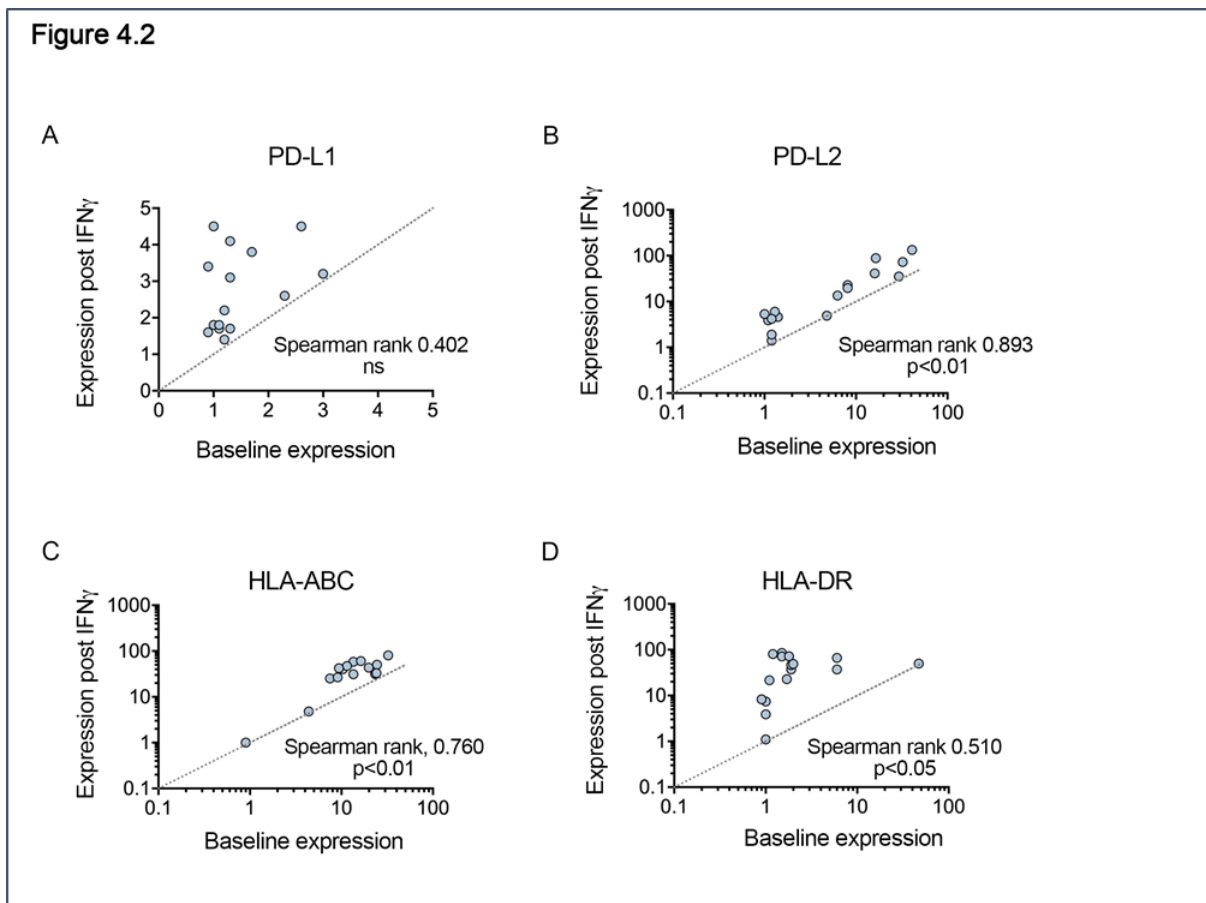 Figure 4.2
A
PD-L1
Expression post IFNγ
5
4
3
2
1
0
0 1 2 3 4 5
Spearman rank 0.402
ns
Baseline expression
B
PD-L2
Expression post IFNγ
1000
100
10
1
0.1
0.1 1 10 100
Spearman rank 0.893
p<0.01
Baseline expression
C
HLA-ABC
Expression post IFNγ
1000
100
10
1
0.1
0.1 1 10 100
Spearman rank, 0.760
p<0.01
Baseline expression
D
HLA-DR
Expression post IFNγ
1000
100
10
1
0.1
0.1 1 10 100
Spearman rank 0.510
p<0.05
Baseline expression